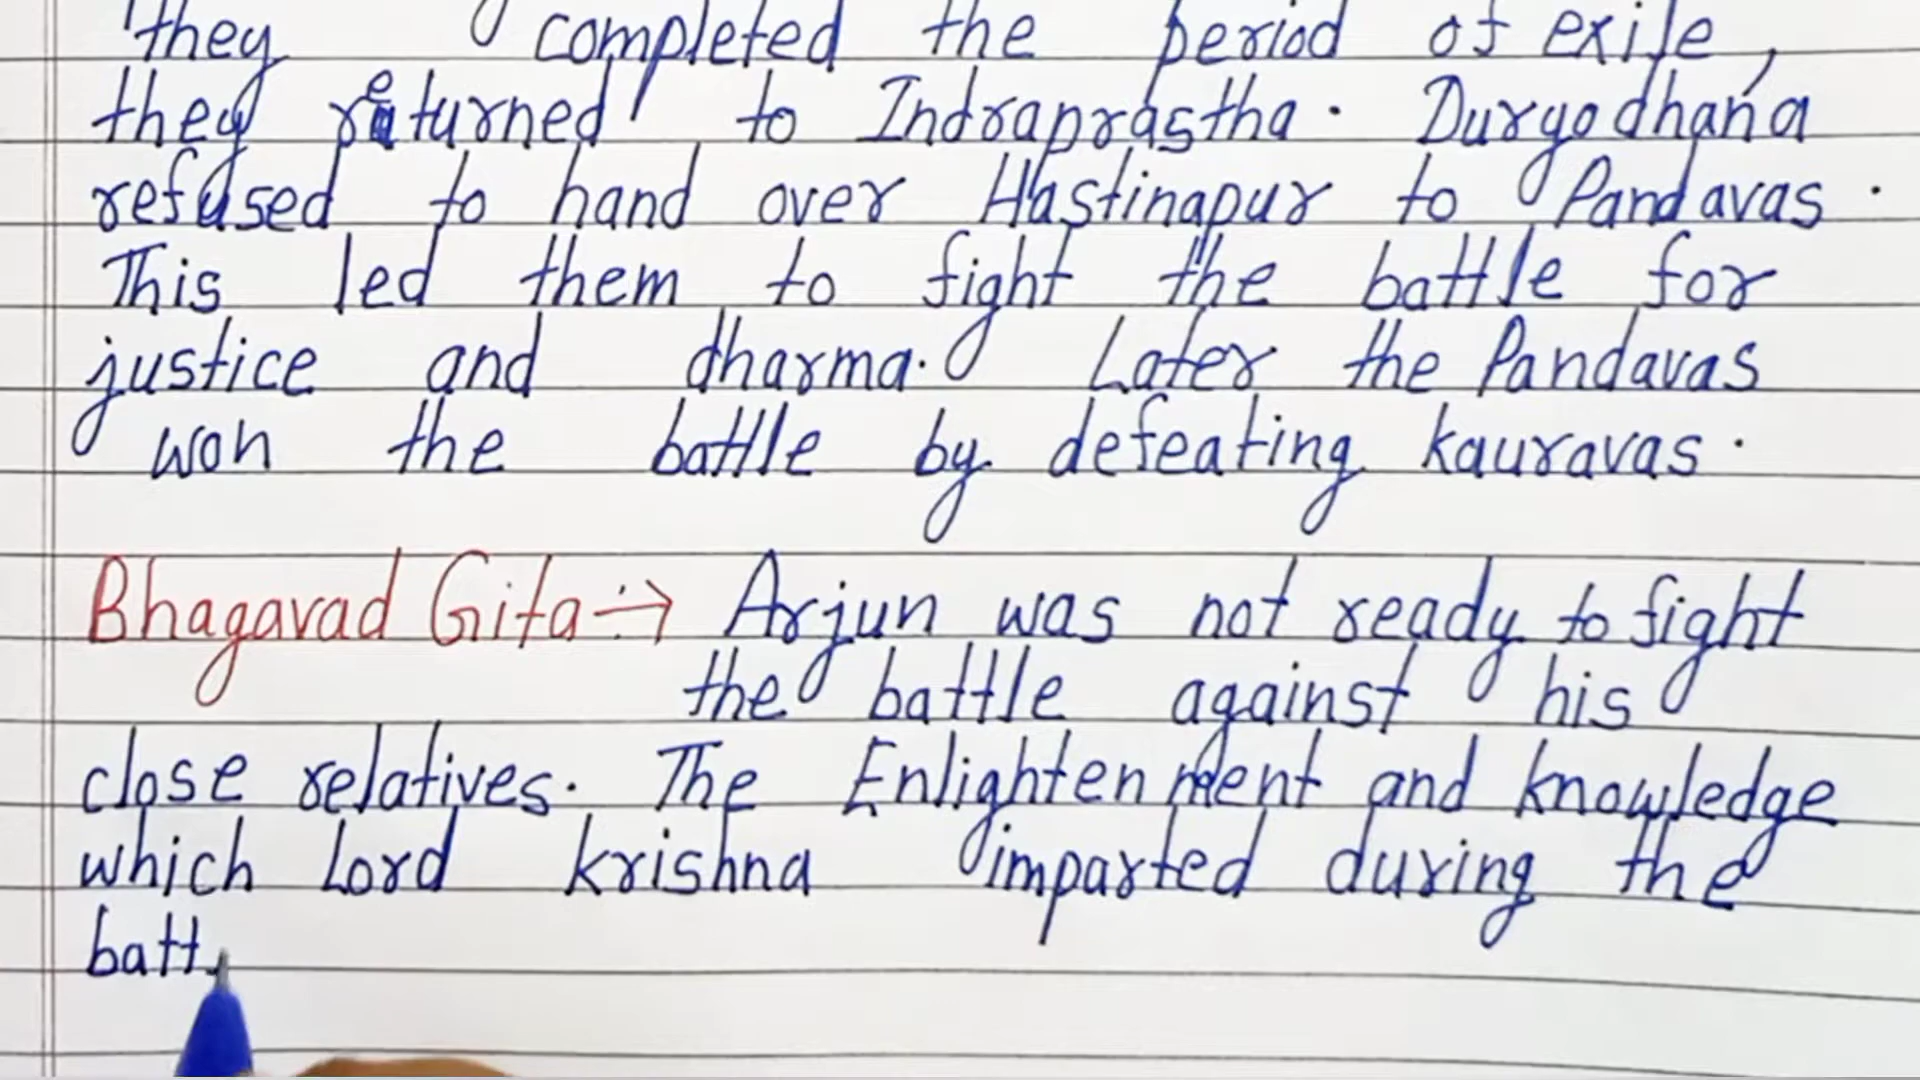 they completed the period of exile,
they returned to Indraprastha. Duryodhana
refused to hand over Hastinapur to Pandavas.
This led them to fight the battle for
justice and dharma. Later the Pandavas
won the battle by defeating kauravas.
Bhagavad Gita → Arjun was not ready to fight
the battle against his
close relatives. The Enlightenment and knowledge
which Lord krishna imparted during the
batt